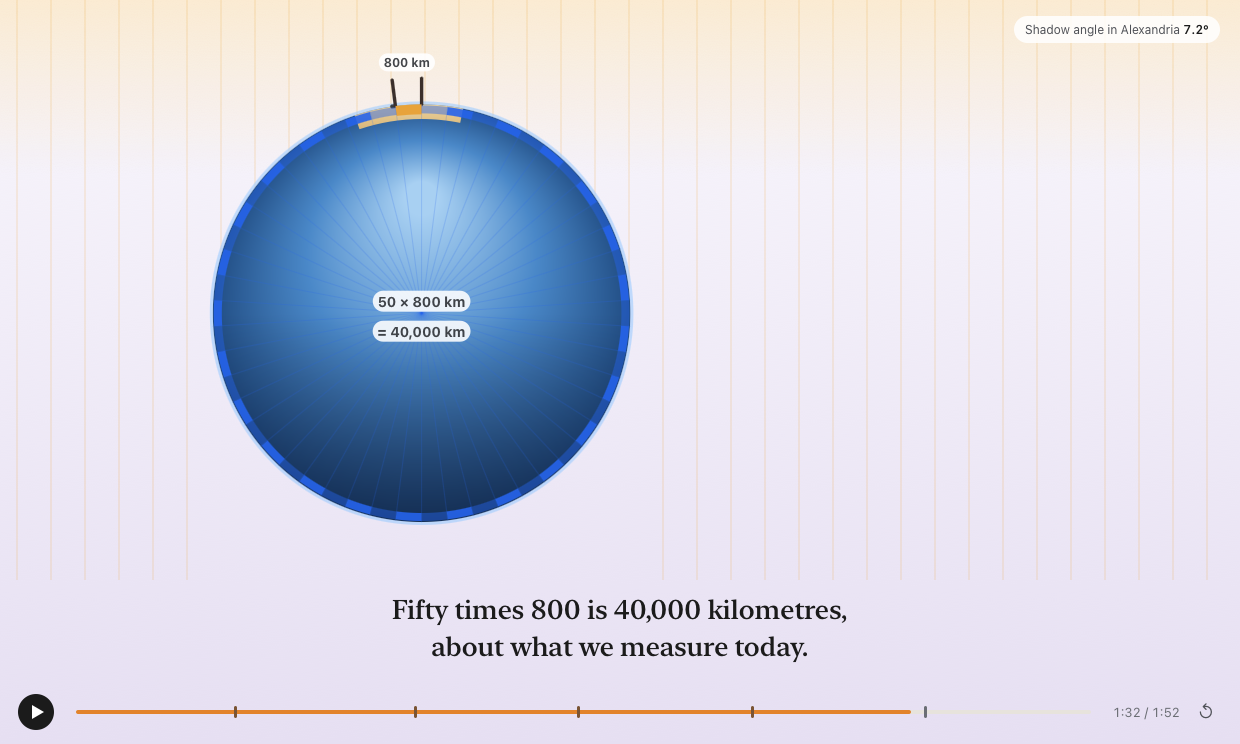 Shadow angle in Alexandria 7.2°
800 km
50 × 800 km
= 40,000 km
Fifty times 800 is 40,000 kilometres,
about what we measure today.
1:32 / 1:52